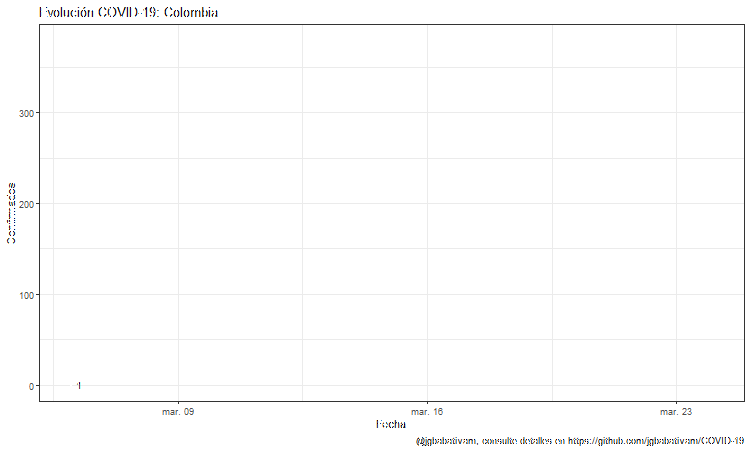 Evolución COVID-19: Colombia
Confirmados
300
200
100
0
1
mar. 09
mar. 16
mar. 23
Fecha
@jgbabativam, consulte detalles en https://github.com/jgbabativam/COVID-19